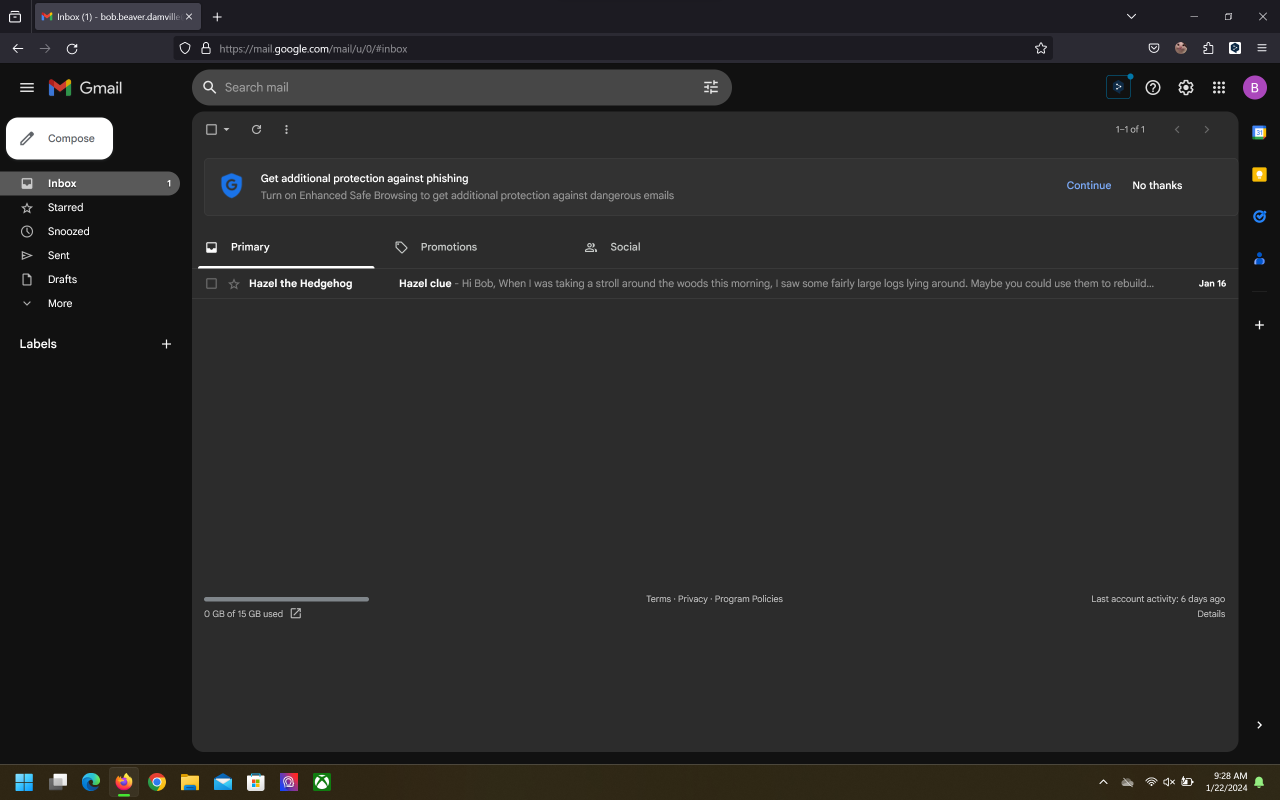 Inbox (1) - bob.beaver.damville
https://mail.google.com/mail/u/0/#inbox
Gmail
Search mail
B
Compose
1–1 of 1
Get additional protection against phishing
Turn on Enhanced Safe Browsing to get additional protection against dangerous emails
Continue
No thanks
Inbox 1
Starred
Snoozed
Sent
Drafts
More
Labels
Primary
Promotions
Social
Hazel the Hedgehog Hazel clue - Hi Bob, When I was taking a stroll around the woods this morning, I saw some fairly large logs lying around. Maybe you could use them to rebuild... Jan 16
0 GB of 15 GB used
Terms · Privacy · Program Policies
Last account activity: 6 days ago
Details
9:28 AM
1/22/2024